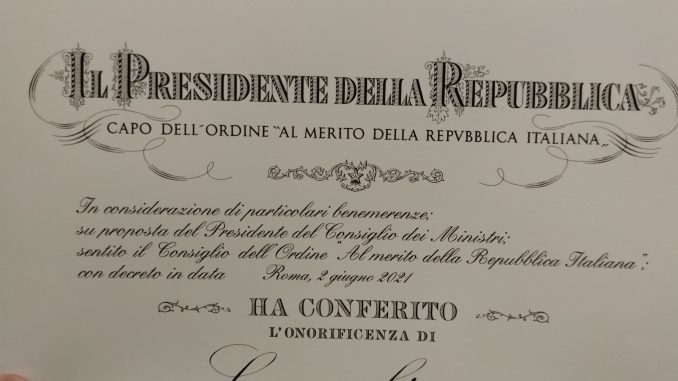 IL PRESIDENTE DELLA REPUBBLICA
CAPO DELL'ORDINE "AL MERITO DELLA REPVBBLICA ITALIANA„
In considerazione di particolari benemerenze;
su proposta del Presidente del Consiglio dei Ministri;
sentito il Consiglio dell'Ordine "Al merito della Repubblica Italiana";
con decreto in data Roma, 2 giugno 2021
HA CONFERITO
L'ONORIFICENZA DI